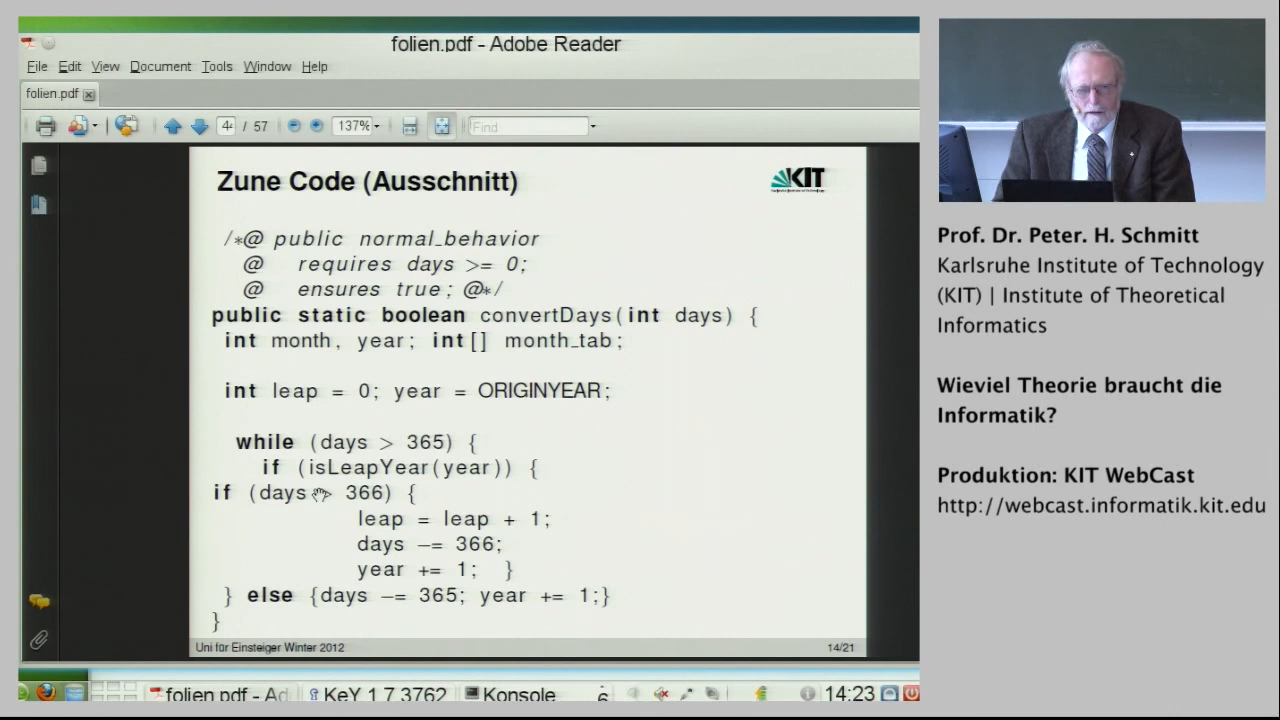 folien.pdf - Adobe Reader
File Edit View Document Tools Window Help
folien.pdf
4 / 57 137% Find
Zune Code (Ausschnitt)
KIT
/*@ public normal_behavior
@ requires days >= 0;
@ ensures true; @*/
public static boolean convertDays(int days) {
int month, year; int[] month_tab;
int leap = 0; year = ORIGINYEAR;
while (days > 365) {
if (isLeapYear(year)) {
if (days > 366) {
leap = leap + 1;
days -= 366;
year += 1; }
} else {days -= 365; year += 1;}
}
Uni für Einsteiger Winter 2012 14/21
folien.pdf - Ad KeY 1.7.3762 Konsole 14:23
Prof. Dr. Peter. H. Schmitt
Karlsruhe Institute of Technology
(KIT) | Institute of Theoretical
Informatics
Wieviel Theorie braucht die
Informatik?
Produktion: KIT WebCast
http://webcast.informatik.kit.edu